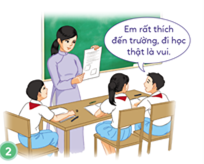 Em rất thích
đến trường, đi học
thật là vui.
2